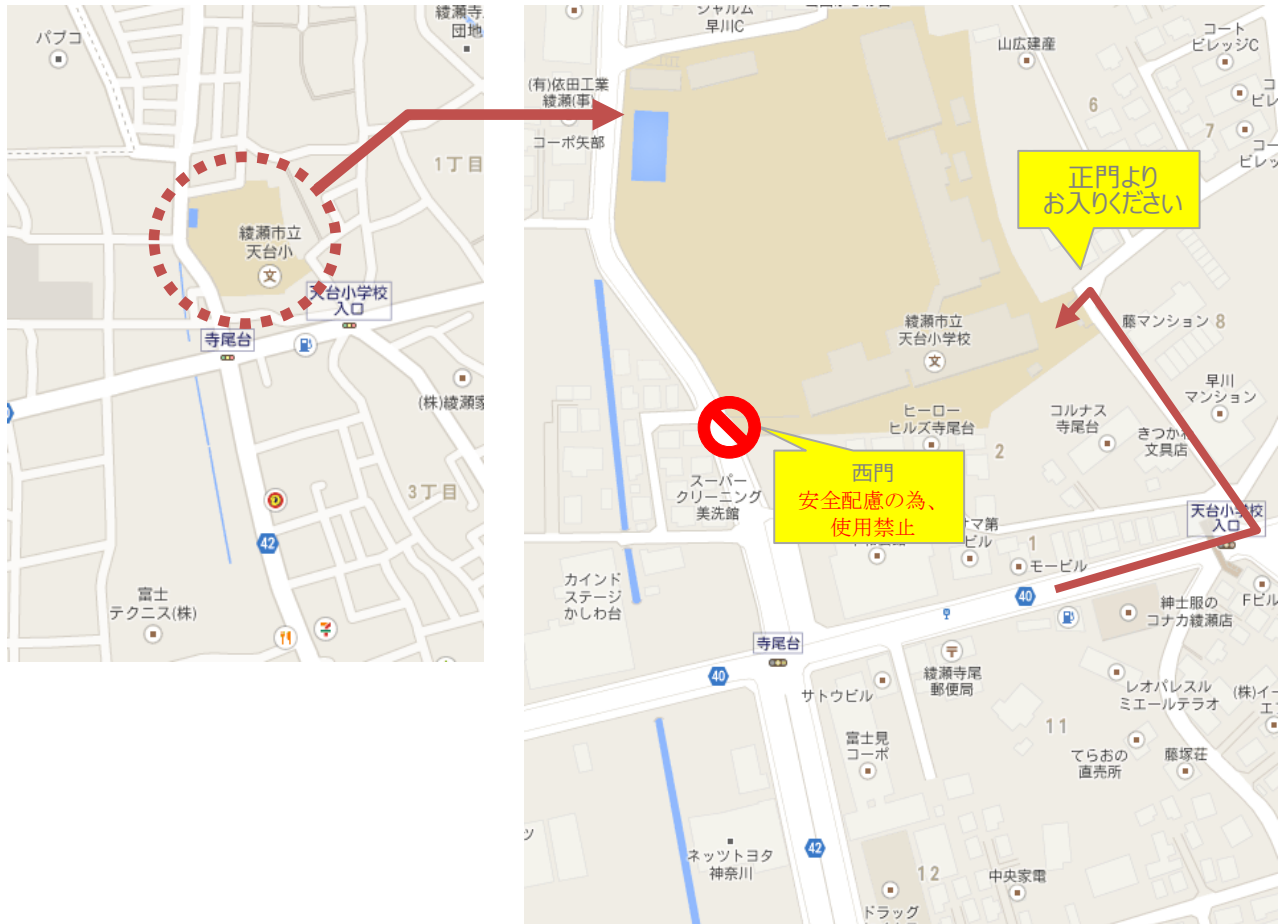 綾瀬寺
団地
パブコ
1丁目
綾瀬市立
天台小
文
天台小学校
入口
寺尾台
(株)綾瀬家
3丁目
42
富士
テクニス(株)
シャルム
早川C
(有)依田工業
綾瀬(事)
コーポ矢部
山広建産
コート
ビレッジC
6
7
正門より
お入りください
綾瀬市立
天台小学校
文
藤マンション
8
早川
マンション
ヒーロー
ヒルズ寺尾台
2
コルナス
寺尾台
文具店
西門
安全配慮の為、
使用禁止
スーパー
クリーニング
美洗館
天台小学校
入口
マ第
ビル
1
モービル
カインド
ステージ
かしわ台
40
紳士服の
コナカ綾瀬店
Fビル
寺尾台
40
綾瀬寺尾
郵便局
サトウビル
レオパレスル
ミエールテラオ
(株)イー
富士見
コーポ
11
てらおの
直売所
藤塚荘
ネッツトヨタ
神奈川
42
12
中央家電
ドラッグ